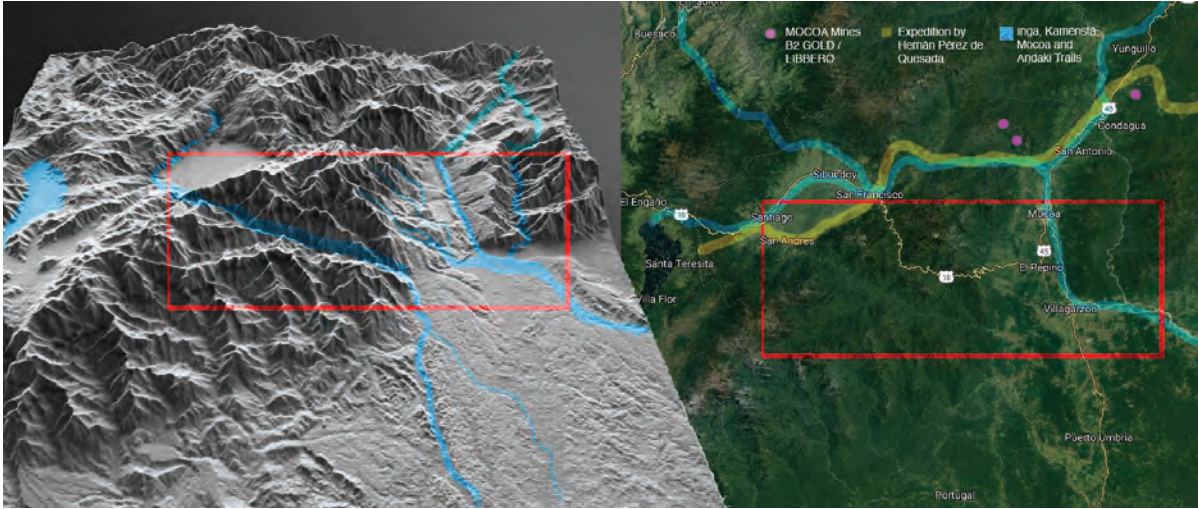 Buesaco
MOCOA Mines
B2 GOLD /
LIBBERO
Expedition by
Hernán Pérez de
Quesada
Inga, Kamëntsá,
Mocoa and
Andaki Trails
Yunguillo
45
Condagua
San Antonio
Sibundoy
San Francisco
El Engaño
10
Santiago
Mocoa
San Andrés
45
El Pepino
Santa Teresita
10
Villa Flor
Villagarzón
Puerto Umbría
Portugal